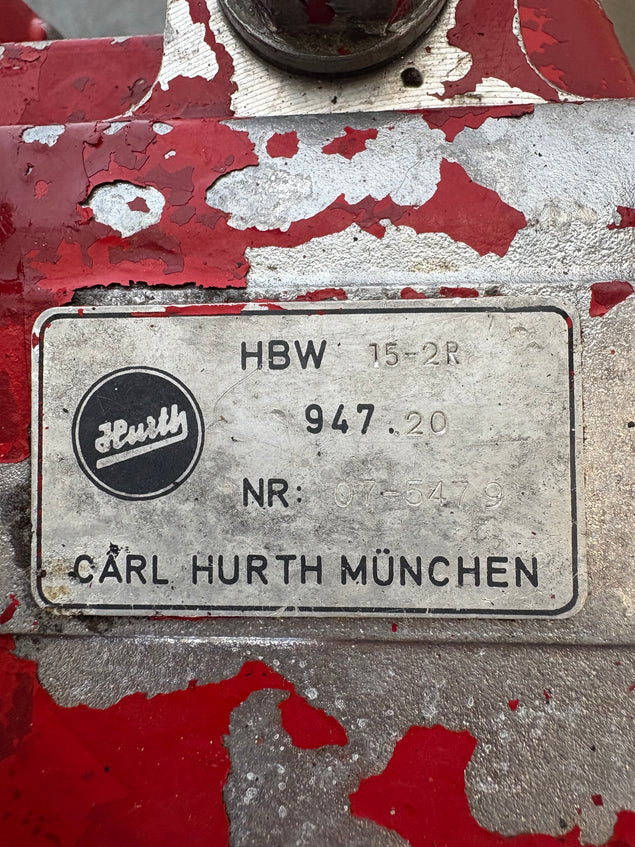 HBW 15-2R
Hurth
947.20
NR: 07-5479
CARL HURTH MÜNCHEN